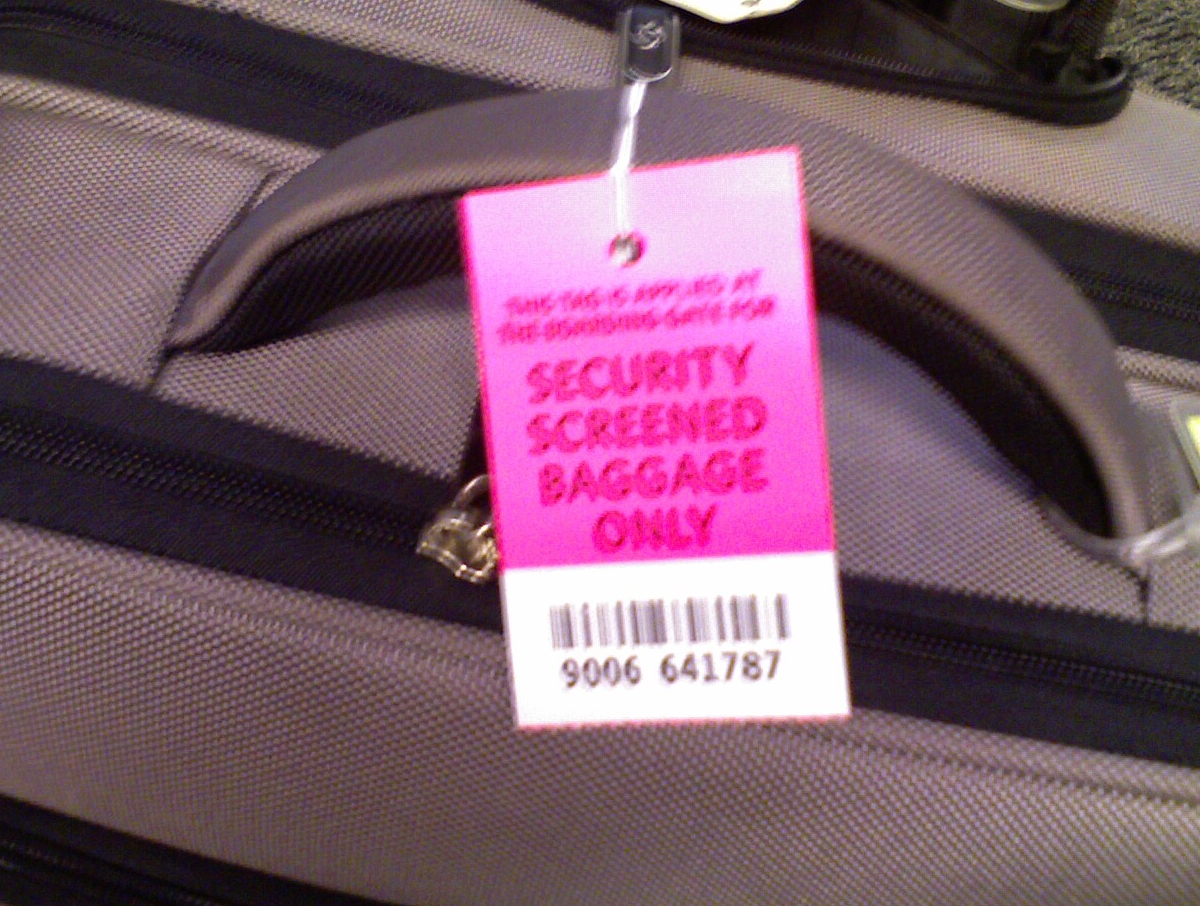 THIS TAG IS APPLIED AT
THE BOARDING GATE FOR
SECURITY
SCREENED
BAGGAGE
ONLY
9006 641787